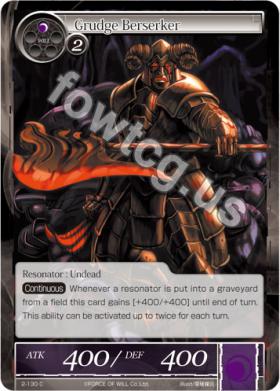 Grudge Berserker
WILL
2
fowtcg.us
Resonator : Undead
Continuous Whenever a resonator is put into a graveyard
from a field this card gains [+400/+400] until end of turn.
This ability can be activated up to twice for each turn.
2-130 C
©FORCE OF WILL Co.,Ltd.
ATK 400/ DEF 400